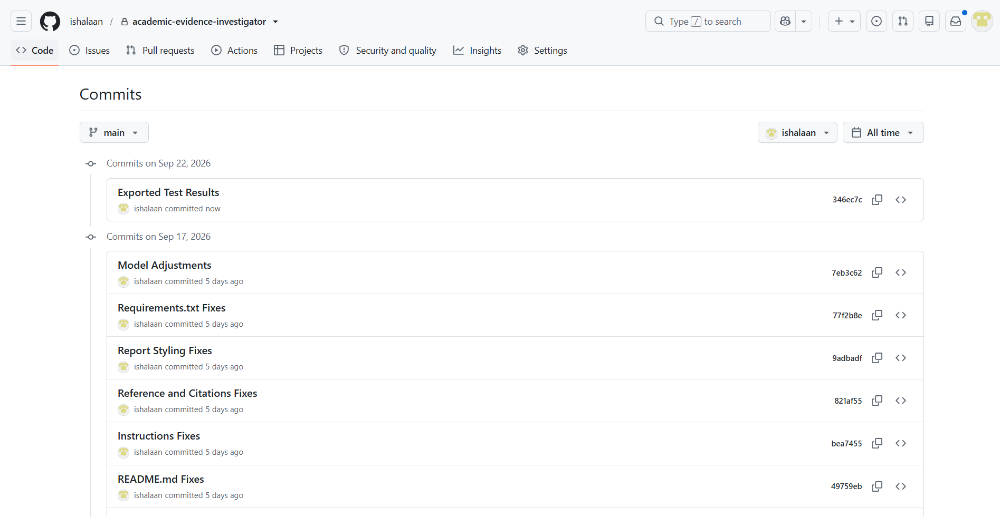 ishalaan / academic-evidence-investigator
Type / to search
Code
Issues
Pull requests
Actions
Projects
Security and quality
Insights
Settings
Commits
main
ishalaan
All time
Commits on Sep 22, 2026
Exported Test Results
ishalaan committed now
346ec7c
Commits on Sep 17, 2026
Model Adjustments
ishalaan committed 5 days ago
7eb3c62
Requirements.txt Fixes
ishalaan committed 5 days ago
77f2b8e
Report Styling Fixes
ishalaan committed 5 days ago
9adbadf
Reference and Citations Fixes
ishalaan committed 5 days ago
821af55
Instructions Fixes
ishalaan committed 5 days ago
bea7455
README.md Fixes
ishalaan committed 5 days ago
49759eb